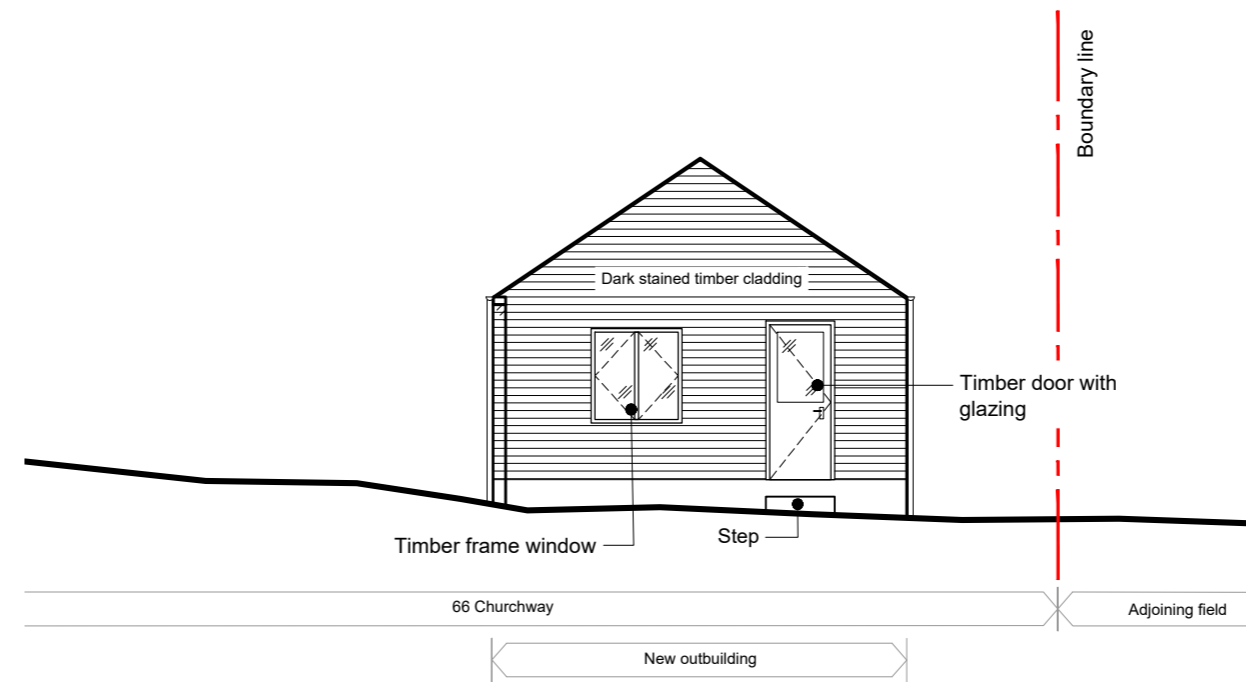 Boundary line
Dark stained timber cladding
Timber door with
glazing
Timber frame window
Step
66 Churchway
Adjoining field
New outbuilding